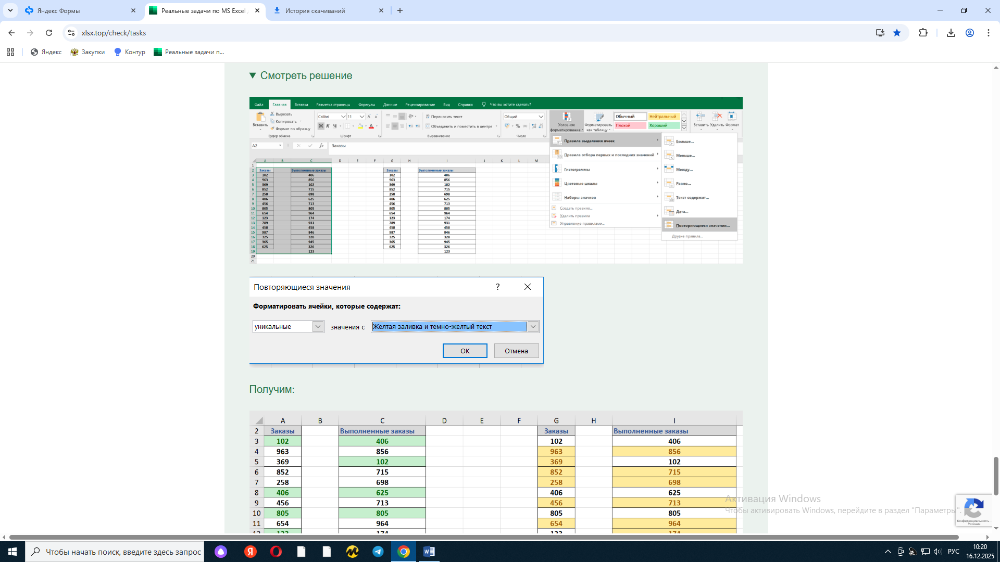 Яндекс Формы
Реальные задачи по MS Excel
История скачиваний
xlsx.top/check/tasks
Яндекс
Закупки
Контур
Реальные задачи п...
Смотреть решение
Файл Главная Вставка Разметка страницы Формулы Данные Рецензирование Вид Справка Что вы хотите сделать?
Вставить
Вырезать
Копировать
Формат по образцу
Буфер обмена
Calibri 11
Ж К Ч
Шрифт
Переносить текст
Объединить и поместить в центре
Выравнивание
Общий
Число
Условное форматирование
Форматировать как таблицу
Обычный Нейтральный
Плохой Хороший
Вставить Удалить Формат
Правила выделения ячеек
Правила отбора первых и последних значений
Гистограммы
Цветовые шкалы
Наборы значков
Создать правило...
Удалить правила
Управление правилами...
Больше...
Меньше...
Между...
Равно...
Текст содержит...
Дата...
Повторяющиеся значения...
Другие правила...
A2 fx Заказы
A B C D E F G H I J K L M
1
2 Заказы Выполненные заказы Заказы Выполненные заказы
3 102 406 102 406
4 963 856 963 856
5 369 102 369 102
6 852 715 852 715
7 258 698 258 698
8 406 625 406 625
9 456 713 456 713
10 805 805 805 805
11 654 964 654 964
12 123 174 123 174
13 789 931 789 931
14 458 458 458 458
15 987 846 987 846
16 325 328 325 328
17 365 945 365 945
18 625 326 625 326
19 123 123
20
21
Повторяющиеся значения ?
Форматировать ячейки, которые содержат:
уникальные значения с Желтая заливка и темно-желтый текст
ОК Отмена
Получим:
A B C D E F G H I
2 Заказы Выполненные заказы Заказы Выполненные заказы
3 102 406 102 406
4 963 856 963 856
5 369 102 369 102
6 852 715 852 715
7 258 698 258 698
8 406 625 406 625
9 456 713 456 713
10 805 805 805 805
11 654 964 654 964
12 123 174 123 174
Активация Windows
Чтобы активировать Windows, перейдите в раздел "Параметры".
Конфиденциальность -
Условия
Чтобы начать поиск, введите здесь запрос
РУС
10:20
16.12.2025